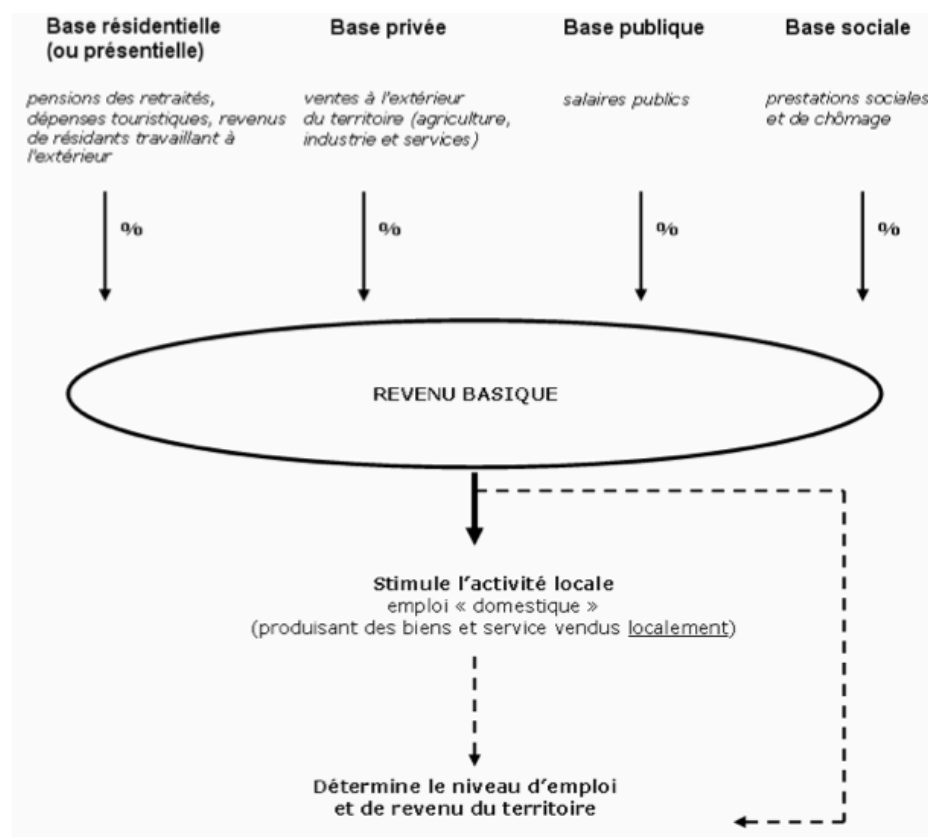 Base résidentielle
(ou présentielle)
Base privée
Base publique
Base sociale
pensions des retraités,
dépenses touristiques, revenus
de résidants travaillant à
l'extérieur
ventes à l'extérieur
du territoire (agriculture,
industrie et services)
salaires publics
prestations sociales
et de chômage
%
%
%
%
REVENU BASIQUE
Stimule l'activité locale
emploi « domestique »
(produisant des biens et service vendus localement)
Détermine le niveau d'emploi
et de revenu du territoire